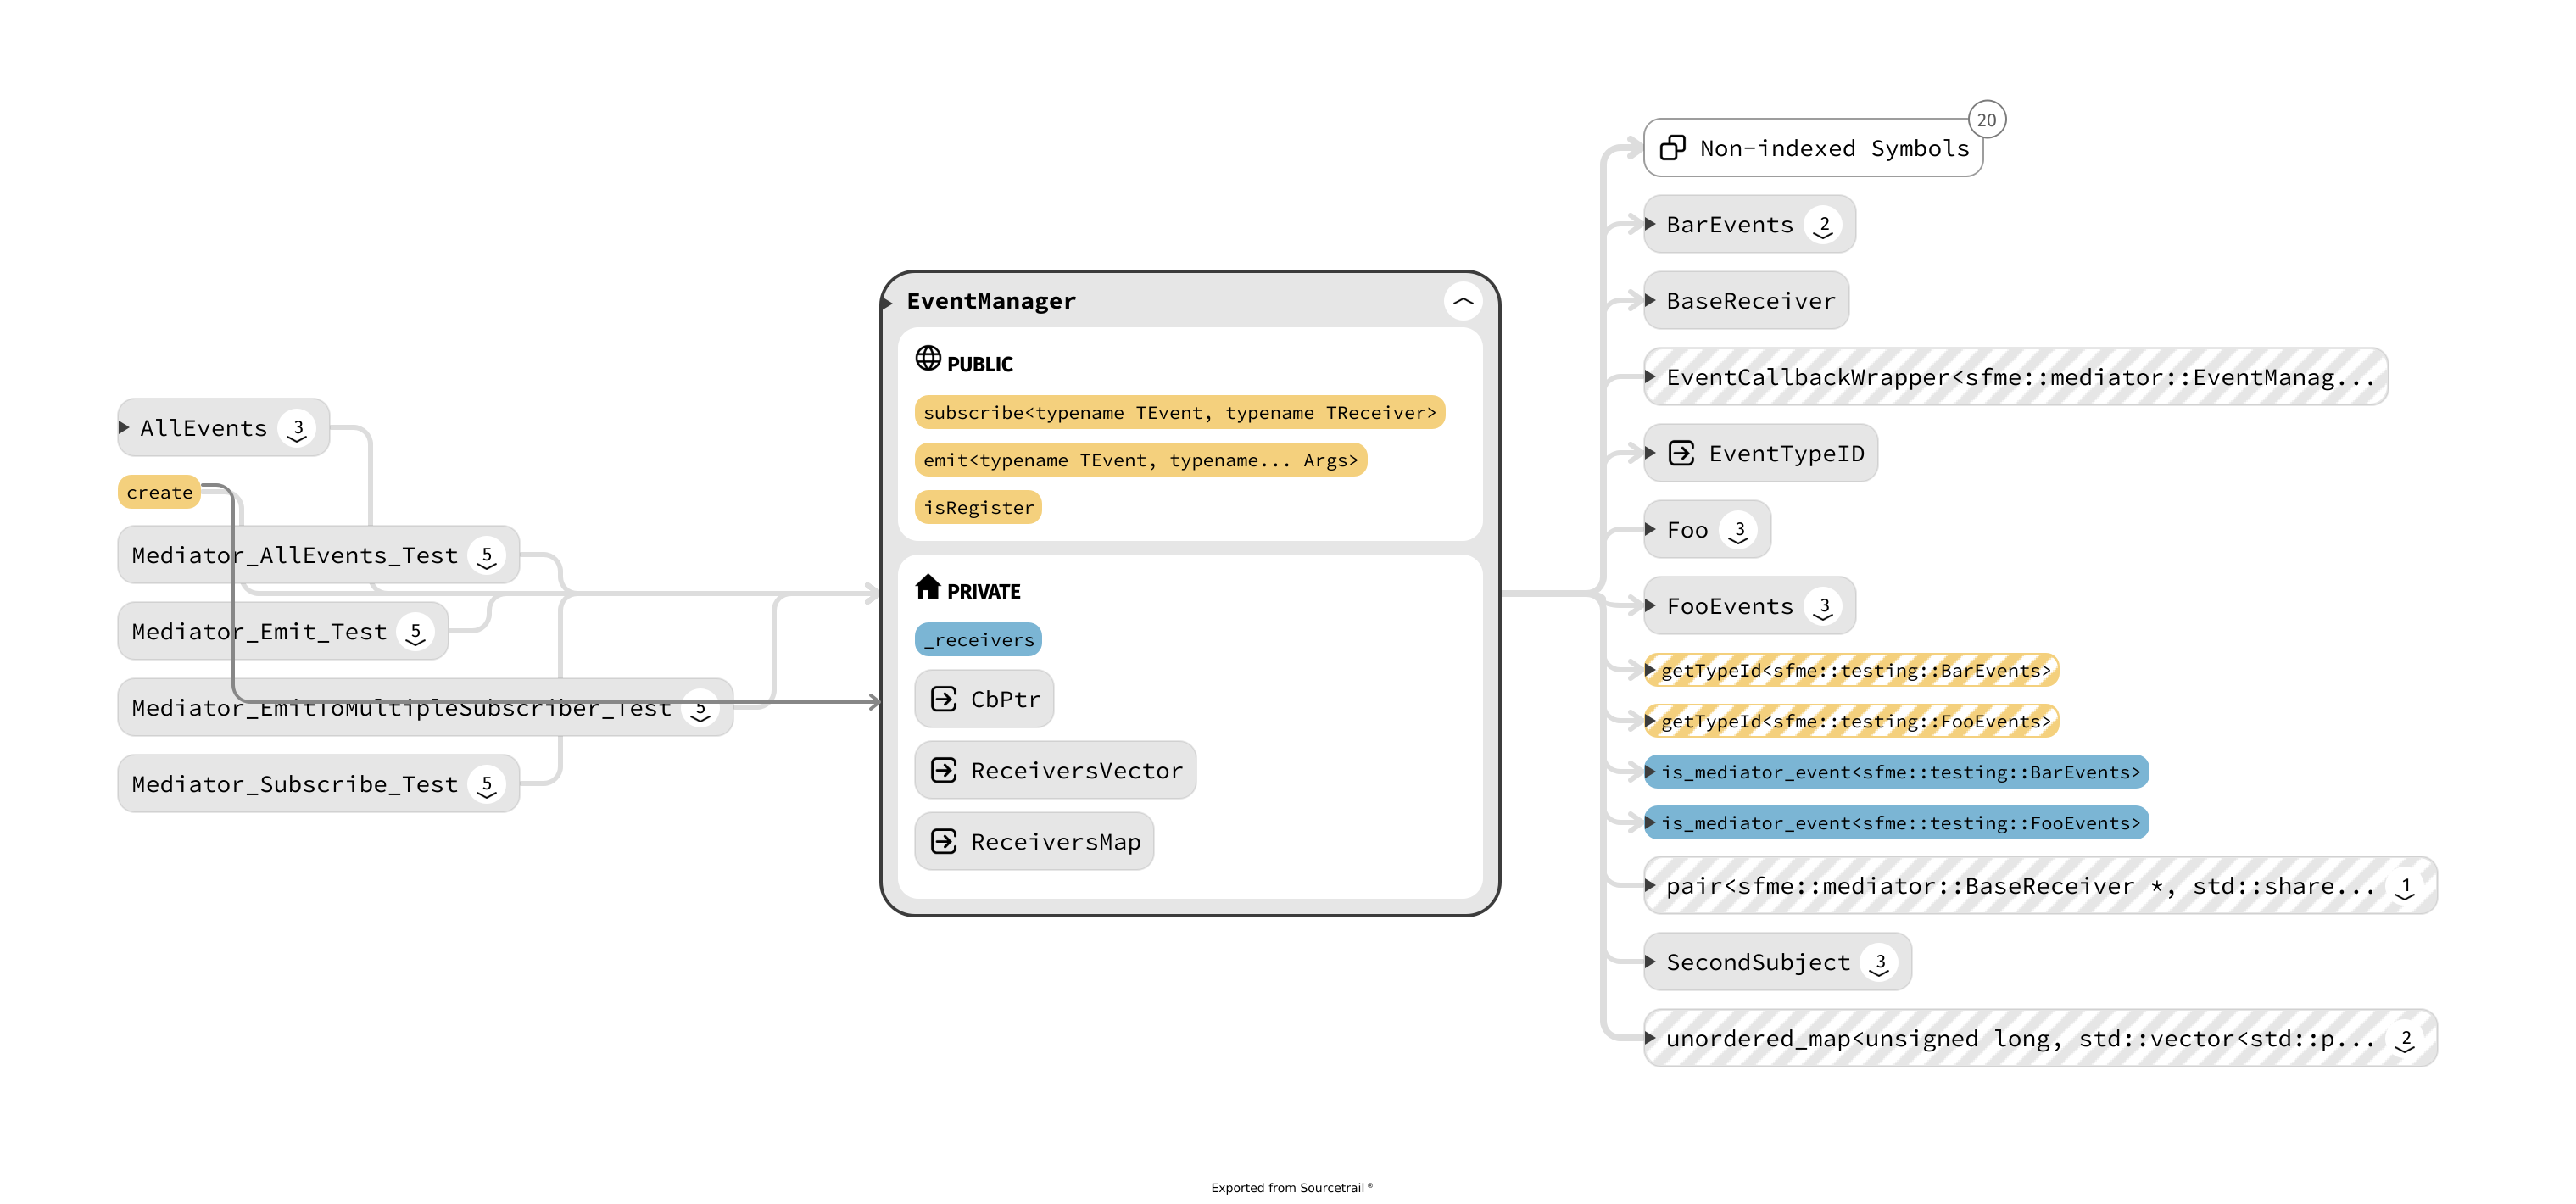 AllEvents 3
create
Mediator_AllEvents_Test 5
Mediator_Emit_Test 5
Mediator_EmitToMultipleSubscriber_Test 5
Mediator_Subscribe_Test 5
EventManager
PUBLIC
subscribe<typename TEvent, typename TReceiver>
emit<typename TEvent, typename... Args>
isRegister
PRIVATE
_receivers
CbPtr
ReceiversVector
ReceiversMap
20
Non-indexed Symbols
BarEvents 2
BaseReceiver
EventCallbackWrapper<sfme::mediator::EventManag...
EventTypeID
Foo 3
FooEvents 3
getTypeId<sfme::testing::BarEvents>
getTypeId<sfme::testing::FooEvents>
is_mediator_event<sfme::testing::BarEvents>
is_mediator_event<sfme::testing::FooEvents>
pair<sfme::mediator::BaseReceiver *, std::share... 1
SecondSubject 3
unordered_map<unsigned long, std::vector<std::p... 2
Exported from Sourcetrail®